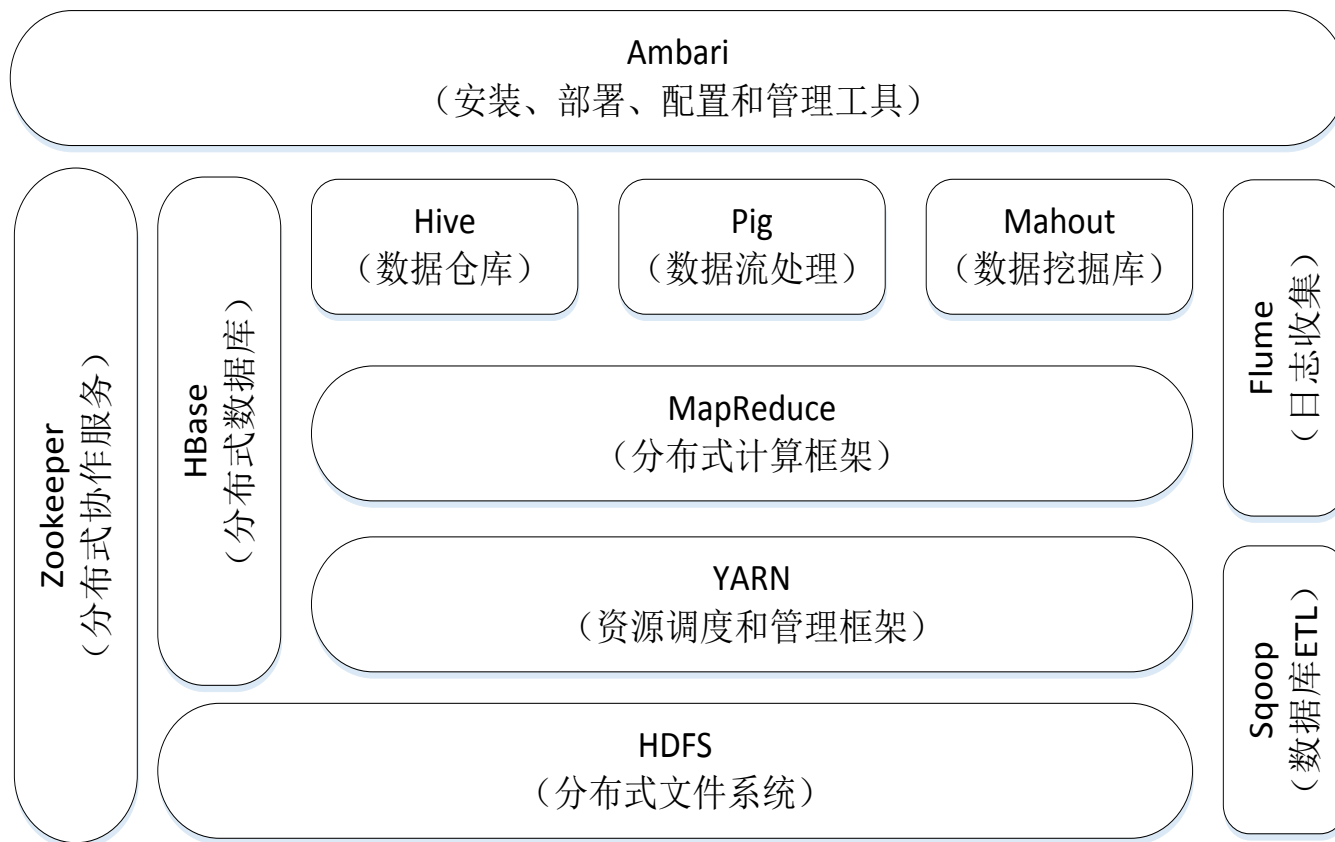 Ambari
（安装、部署、配置和管理工具）
Zookeeper
（分布式协作服务）
HBase
（分布式数据库）
Hive
（数据仓库）
Pig
（数据流处理）
Mahout
（数据挖掘库）
Flume
（日志收集）
MapReduce
（分布式计算框架）
YARN
（资源调度和管理框架）
Sqoop
（数据库ETL）
HDFS
（分布式文件系统）